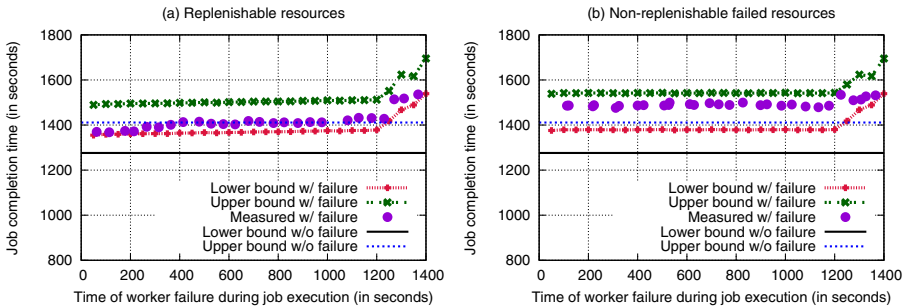 (a) Replenishable resources
Job completion time (in seconds)
1800
1600
1400
1200
1000
800
Lower bound w/ failure
Upper bound w/ failure
Measured w/ failure
Lower bound w/o failure
Upper bound w/o failure
0 200 400 600 800 1000 1200 1400
Time of worker failure during job execution (in seconds)
(b) Non-replenishable failed resources
Job completion time (in seconds)
1800
1600
1400
1200
1000
800
Lower bound w/ failure
Upper bound w/ failure
Measured w/ failure
Lower bound w/o failure
Upper bound w/o failure
0 200 400 600 800 1000 1200 1400
Time of worker failure during job execution (in seconds)